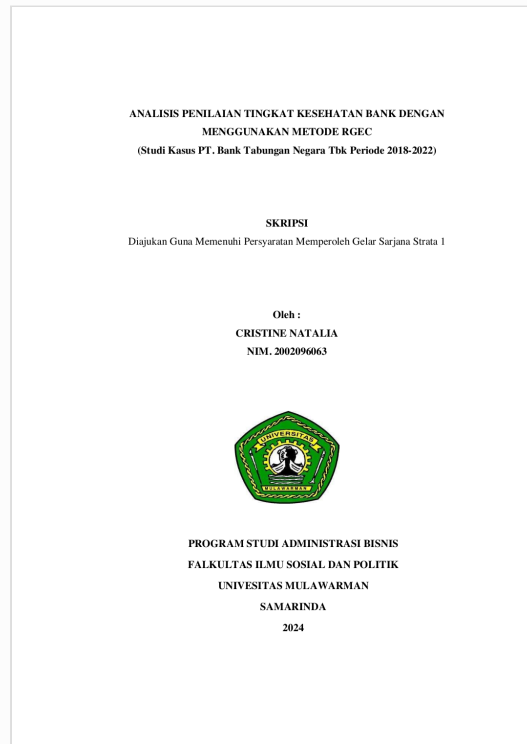 ANALISIS PENILAIAN TINGKAT KESEHATAN BANK DENGAN
MENGGUNAKAN METODE RGEC
(Studi Kasus PT. Bank Tabungan Negara Tbk Periode 2018-2022)
SKRIPSI
Diajukan Guna Memenuhi Persyaratan Memperoleh Gelar Sarjana Strata 1
Oleh :
CRISTINE NATALIA
NIM. 2002096063
UNIVERSITAS
MULAWARMAN
PROGRAM STUDI ADMINISTRASI BISNIS
FALKULTAS ILMU SOSIAL DAN POLITIK
UNIVESITAS MULAWARMAN
SAMARINDA
2024